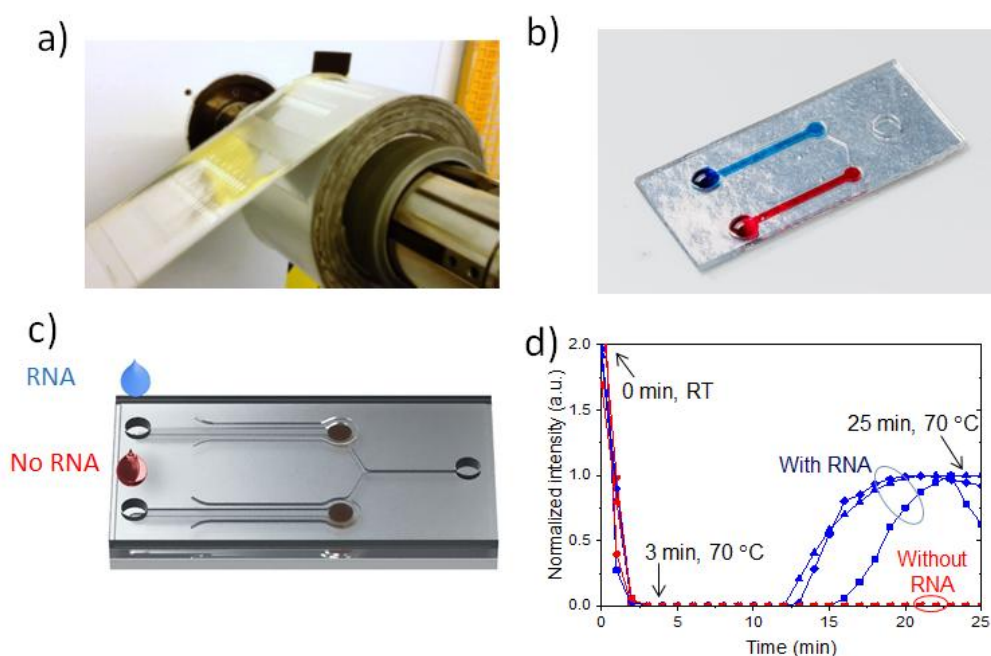 a)
b)
c)
RNA
No RNA
d)
2.0
1.5
1.0
0.5
0.0
Normalized intensity (a.u.)
0 min, RT
3 min, 70 °C
With RNA
25 min, 70 °C
Without
RNA
0 5 10 15 20 25
Time (min)